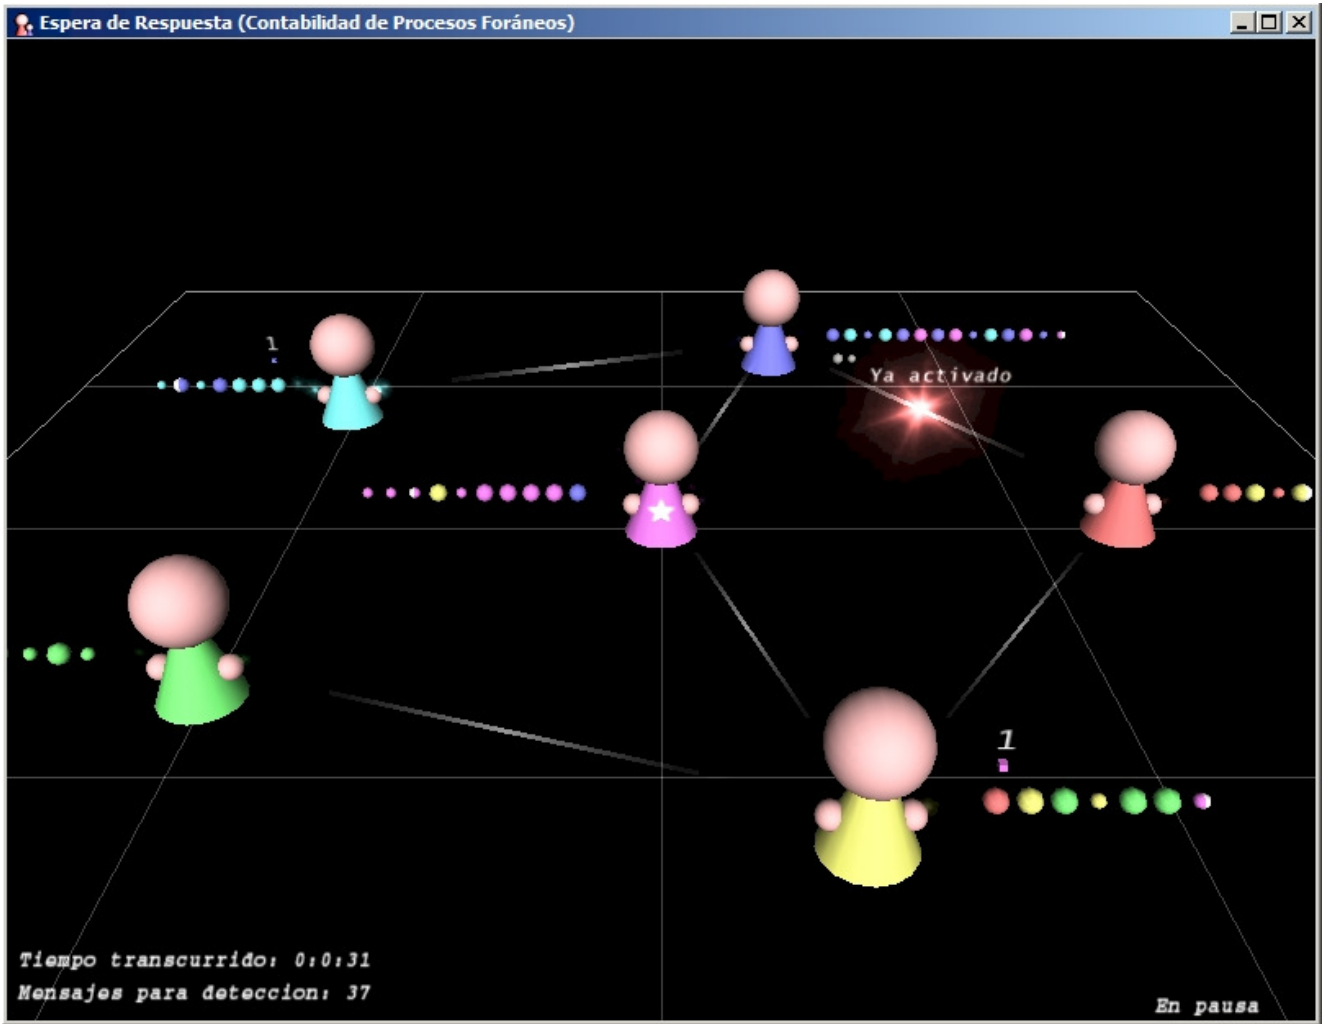 Espera de Respuesta (Contabilidad de Procesos Foráneos)
1
Ya activado
1
Tiempo transcurrido: 0:0:31
Mensajes para deteccion: 37
En pausa